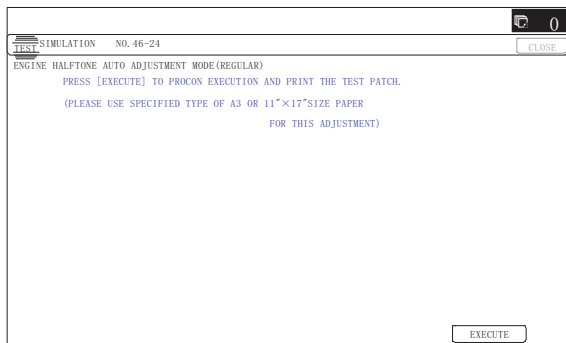 0
TEST SIMULATION NO. 46-24
CLOSE
ENGINE HALFTONE AUTO ADJUSTMENT MODE(REGULAR)
PRESS [EXECUTE] TO PROCON EXECUTION AND PRINT THE TEST PATCH.
(PLEASE USE SPECIFIED TYPE OF A3 OR 11″×17″SIZE PAPER
FOR THIS ADJUSTMENT)
EXECUTE